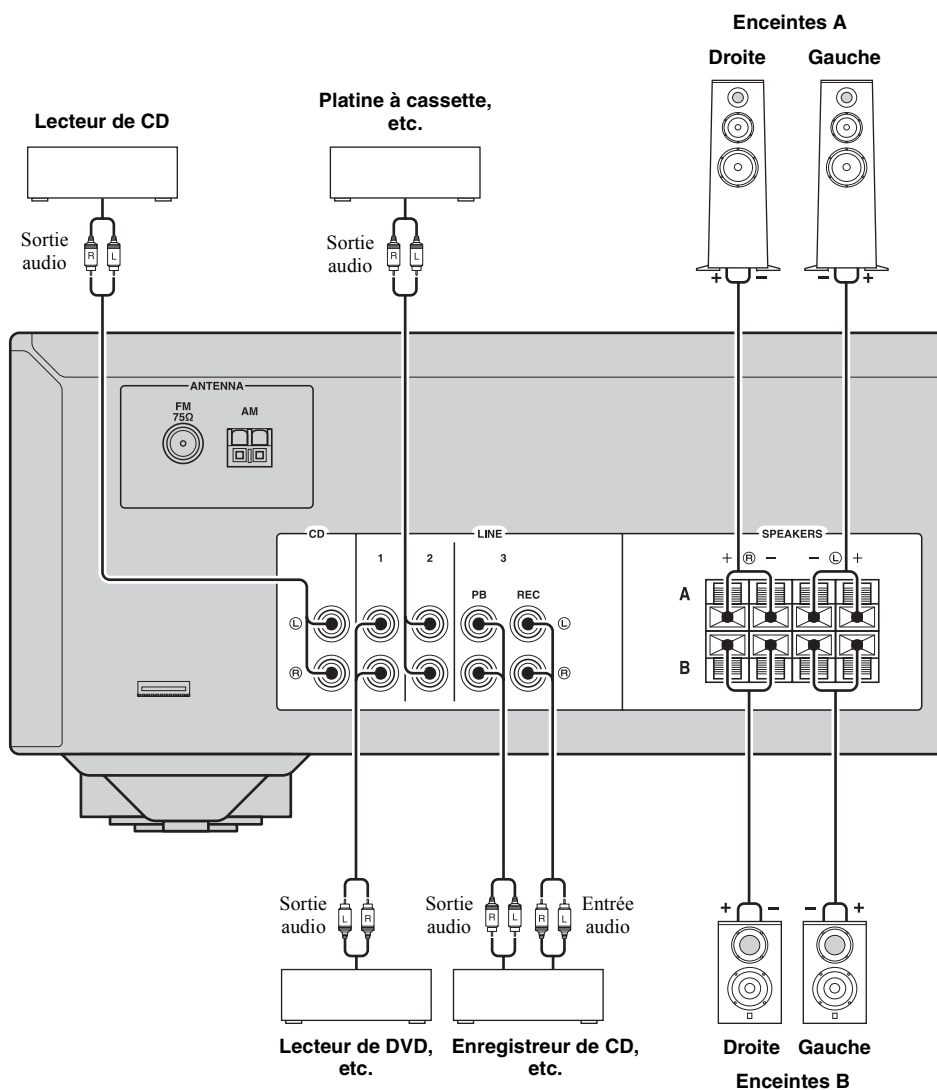 Enceintes A
Droite Gauche
Lecteur de CD
Platine à cassette,
etc.
Sortie
audio
R L
Sortie
audio
R L
+ − − +
ANTENNA
FM
75Ω
AM
CD
LINE
1 2 3
PB REC
L
R
L
R
SPEAKERS
+ R − − L +
A
B
Sortie
audio
L R
Sortie
audio
R L
R L
Entrée
audio
+ − − +
Lecteur de DVD,
etc.
Enregistreur de CD,
etc.
Droite Gauche
Enceintes B